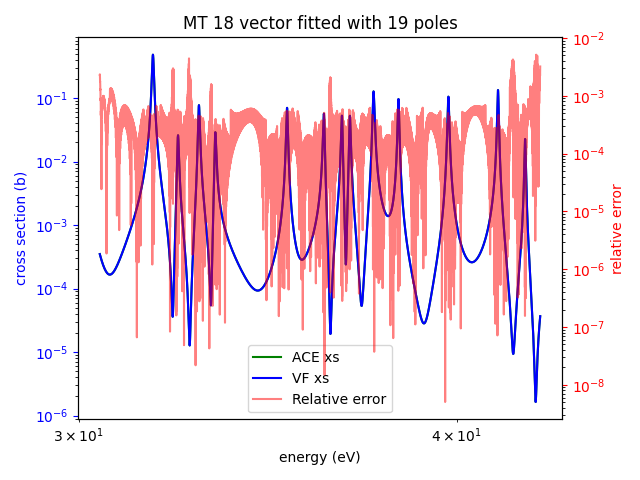 MT 18 vector fitted with 19 poles
cross section (b)
10⁻¹
10⁻²
10⁻³
10⁻⁴
10⁻⁵
10⁻⁶
10⁻²
10⁻³
10⁻⁴
10⁻⁵
10⁻⁶
10⁻⁷
10⁻⁸
relative error
ACE xs
VF xs
Relative error
3 × 10¹
4 × 10¹
energy (eV)